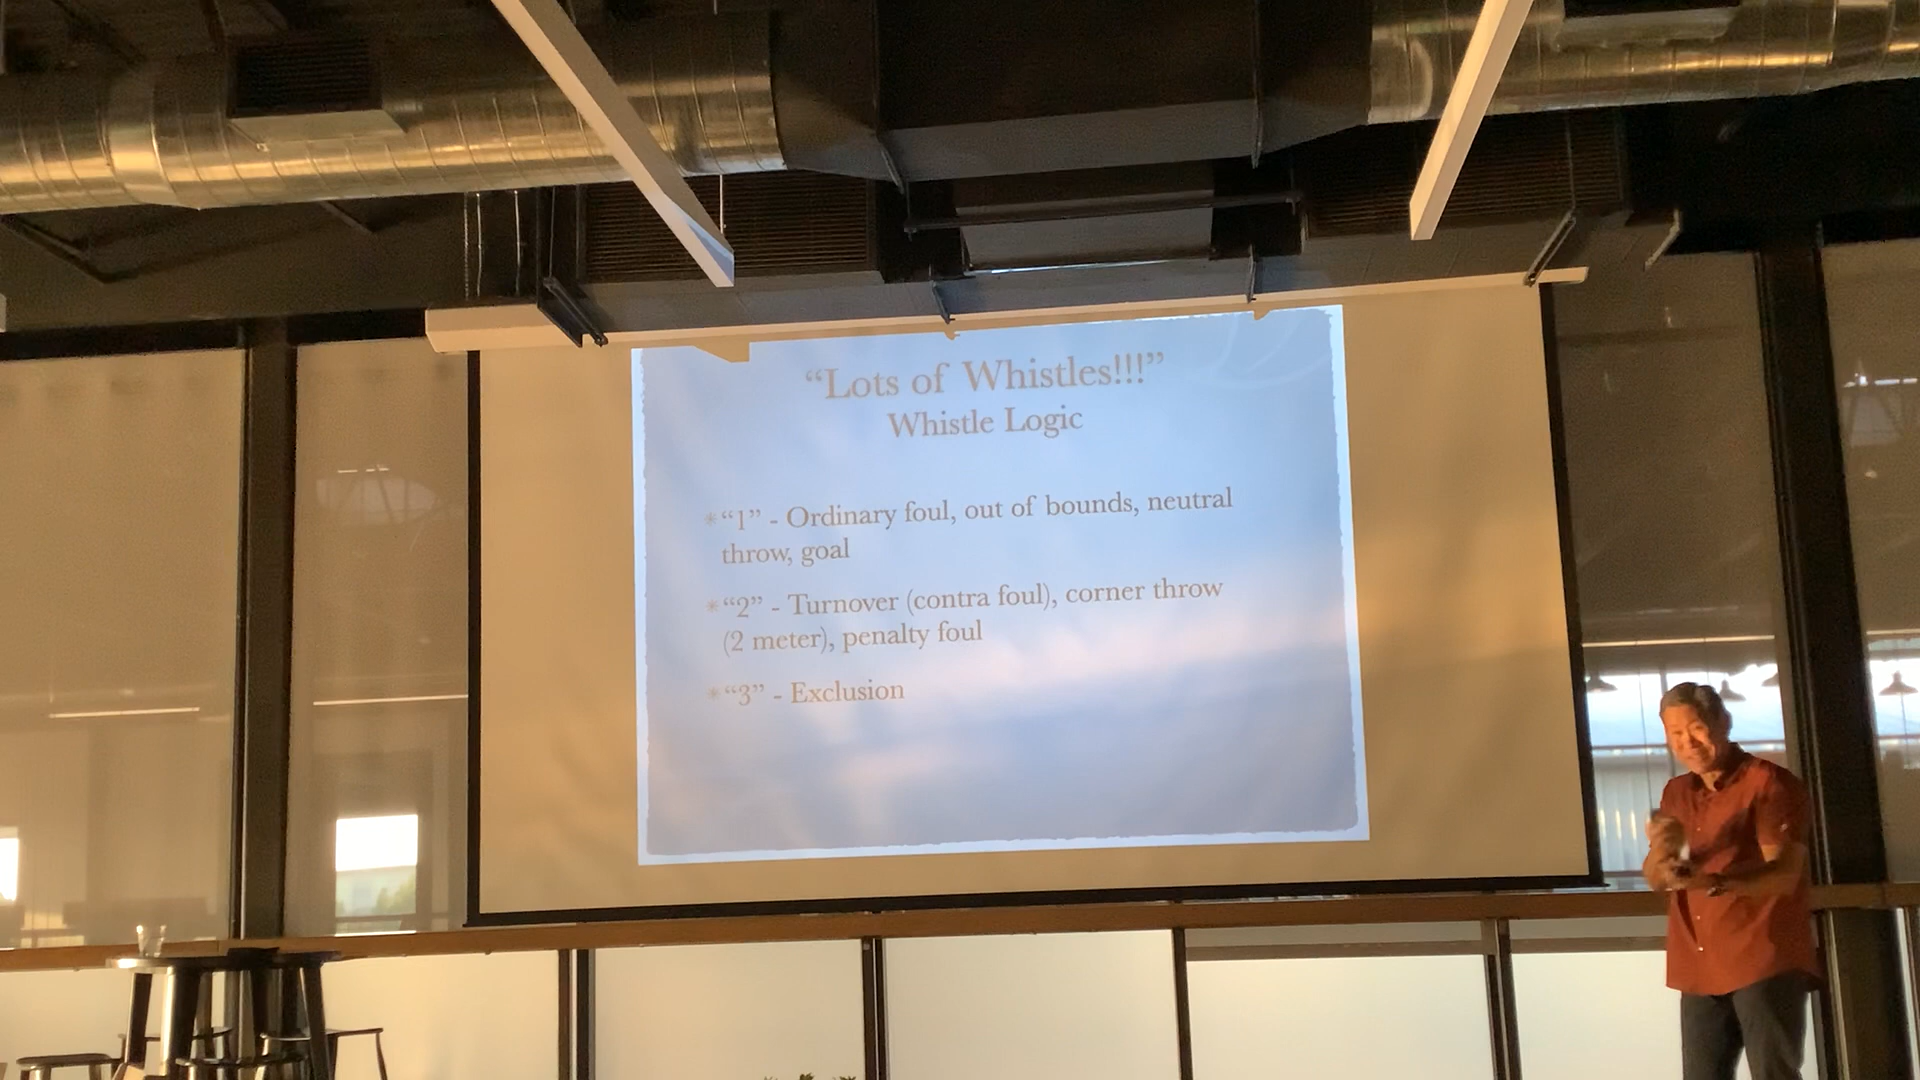 “Lots of Whistles!!!”
Whistle Logic
*“1” - Ordinary foul, out of bounds, neutral
throw, goal
*“2” - Turnover (contra foul), corner throw
(2 meter), penalty foul
*“3” - Exclusion